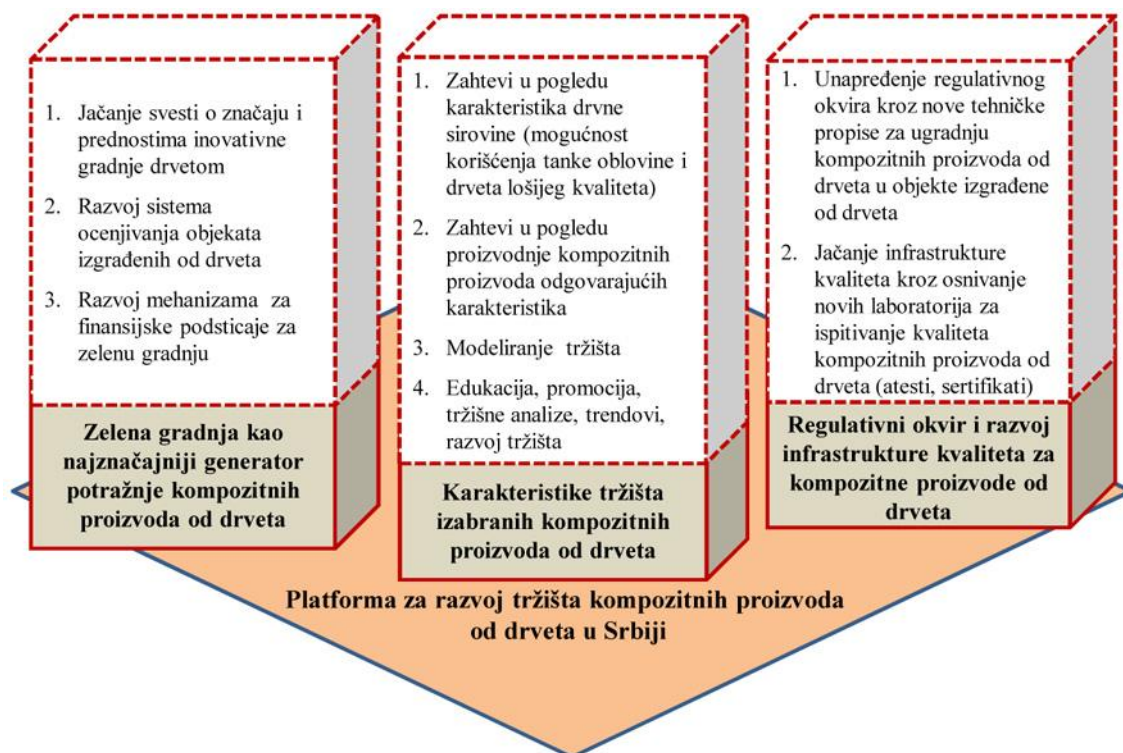 1. Jačanje svesti o značaju i
prednostima inovativne
gradnje drvetom
2. Razvoj sistema
ocenjivanja objekata
izgrađenih od drveta
3. Razvoj mehanizama za
finansijske podsticaje za
zelenu gradnju
Zelena gradnja kao
najznačajniji generator
potražnje kompozitnih
proizvoda od drveta
1. Zahtevi u pogledu
karakteristika drvne
sirovine (mogućnost
korišćenja tanke oblovine i
drveta lošijeg kvaliteta)
2. Zahtevi u pogledu
proizvodnje kompozitnih
proizvoda odgovarajućih
karakteristika
3. Modeliranje tržišta
4. Edukacija, promocija,
tržišne analize, trendovi,
razvoj tržišta
Karakteristike tržišta
izabranih kompozitnih
proizvoda od drveta
1. Unapređenje regulativnog
okvira kroz nove tehničke
propise za ugradnju
kompozitnih proizvoda od
drveta u objekte izgrađene
od drveta
2. Jačanje infrastrukture
kvaliteta kroz osnivanje
novih laboratorija za
ispitivanje kvaliteta
kompozitnih proizvoda od
drveta (atesti, sertifikati)
Regulativni okvir i razvoj
infrastrukture kvaliteta za
kompozitne proizvode od
drveta
Platforma za razvoj tržišta kompozitnih proizvoda
od drveta u Srbiji